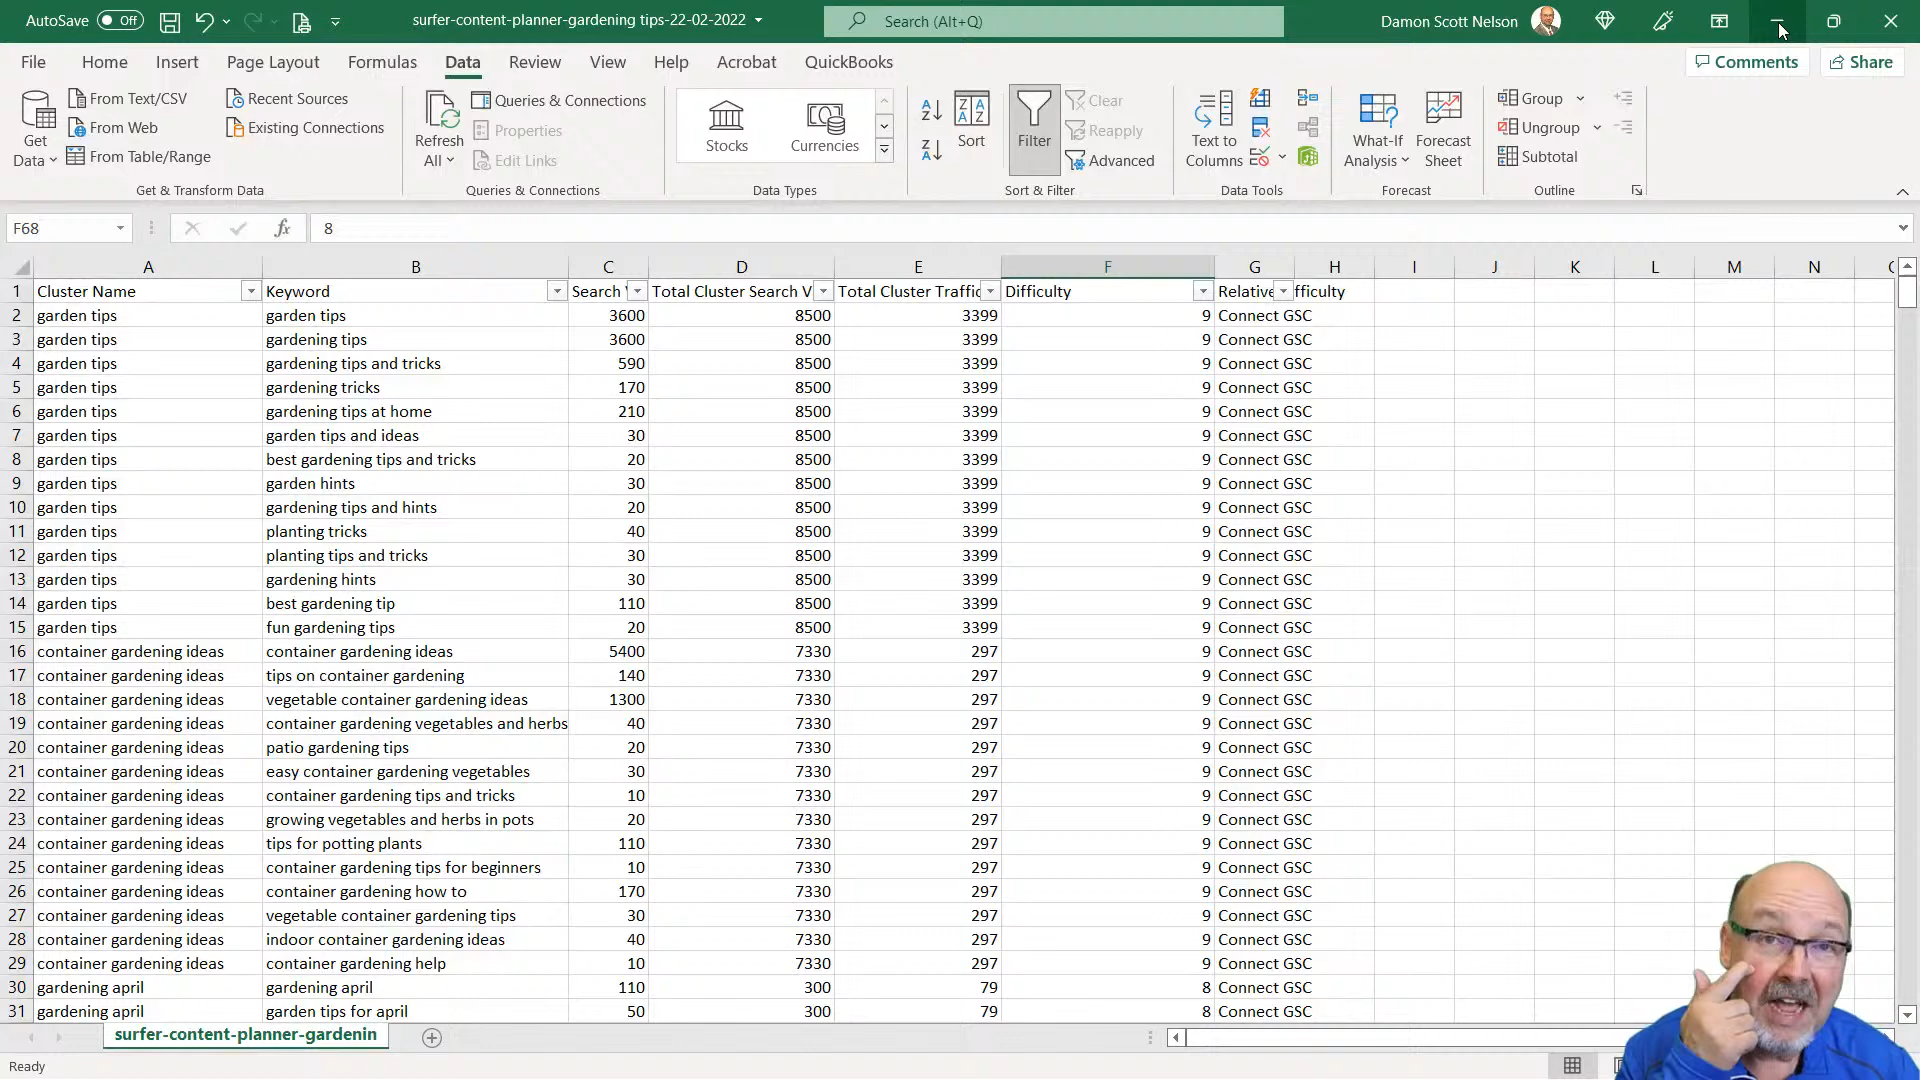 AutoSave Off surfer-content-planner-gardening tips-22-02-2022 Search (Alt+Q) Damon Scott Nelson
File Home Insert Page Layout Formulas Data Review View Help Acrobat QuickBooks Comments Share
Get Data
From Text/CSV
From Web
From Table/Range
Recent Sources
Existing Connections
Get & Transform Data
Refresh All
Queries & Connections
Properties
Edit Links
Queries & Connections
Stocks Currencies
Data Types
Sort Filter
Clear
Reapply
Advanced
Sort & Filter
Text to Columns
Data Tools
What-If Analysis
Forecast Sheet
Forecast
Group
Ungroup
Subtotal
Outline
F68 fx 8
A B C D E F G H I J K L M N
1 Cluster Name Keyword Search V Total Cluster Search V Total Cluster Traffic Difficulty Relative fficulty
2 garden tips garden tips 3600 8500 3399 9 Connect GSC
3 garden tips gardening tips 3600 8500 3399 9 Connect GSC
4 garden tips gardening tips and tricks 590 8500 3399 9 Connect GSC
5 garden tips gardening tricks 170 8500 3399 9 Connect GSC
6 garden tips gardening tips at home 210 8500 3399 9 Connect GSC
7 garden tips garden tips and ideas 30 8500 3399 9 Connect GSC
8 garden tips best gardening tips and tricks 20 8500 3399 9 Connect GSC
9 garden tips garden hints 30 8500 3399 9 Connect GSC
10 garden tips gardening tips and hints 20 8500 3399 9 Connect GSC
11 garden tips planting tricks 40 8500 3399 9 Connect GSC
12 garden tips planting tips and tricks 30 8500 3399 9 Connect GSC
13 garden tips gardening hints 30 8500 3399 9 Connect GSC
14 garden tips best gardening tip 110 8500 3399 9 Connect GSC
15 garden tips fun gardening tips 20 8500 3399 9 Connect GSC
16 container gardening ideas container gardening ideas 5400 7330 297 9 Connect GSC
17 container gardening ideas tips on container gardening 140 7330 297 9 Connect GSC
18 container gardening ideas vegetable container gardening ideas 1300 7330 297 9 Connect GSC
19 container gardening ideas container gardening vegetables and herbs 40 7330 297 9 Connect GSC
20 container gardening ideas patio gardening tips 20 7330 297 9 Connect GSC
21 container gardening ideas easy container gardening vegetables 30 7330 297 9 Connect GSC
22 container gardening ideas container gardening tips and tricks 10 7330 297 9 Connect GSC
23 container gardening ideas growing vegetables and herbs in pots 20 7330 297 9 Connect GSC
24 container gardening ideas tips for potting plants 110 7330 297 9 Connect GSC
25 container gardening ideas container gardening tips for beginners 10 7330 297 9 Connect GSC
26 container gardening ideas container gardening how to 170 7330 297 9 Connect GSC
27 container gardening ideas vegetable container gardening tips 30 7330 297 9 Connect GSC
28 container gardening ideas indoor container gardening ideas 40 7330 297 9 Connect GSC
29 container gardening ideas container gardening help 10 7330 297 9 Connect GSC
30 gardening april gardening april 110 300 79 8 Connect GSC
31 gardening april garden tips for april 50 300 79 8 Connect GSC
surfer-content-planner-gardenin
Ready